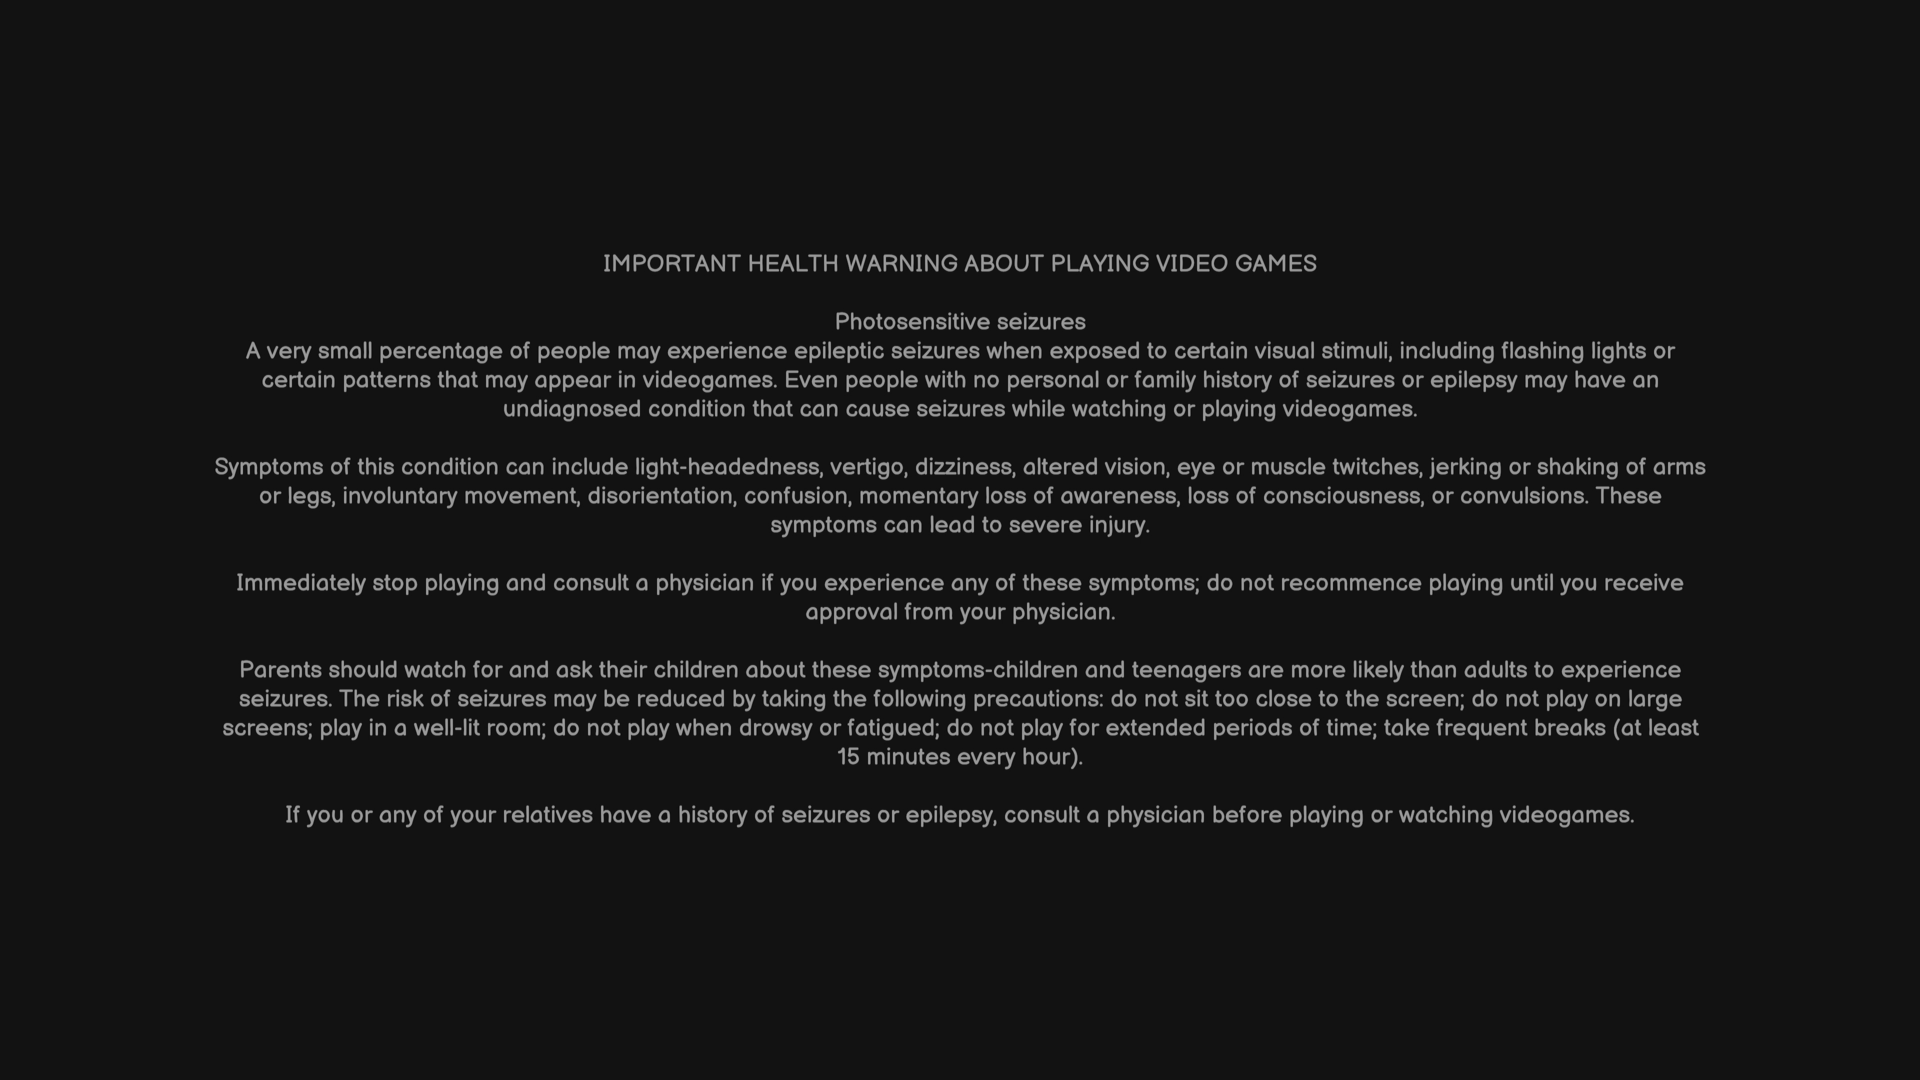 IMPORTANT HEALTH WARNING ABOUT PLAYING VIDEO GAMES
Photosensitive seizures
A very small percentage of people may experience epileptic seizures when exposed to certain visual stimuli, including flashing lights or
certain patterns that may appear in videogames. Even people with no personal or family history of seizures or epilepsy may have an
undiagnosed condition that can cause seizures while watching or playing videogames.
Symptoms of this condition can include light-headedness, vertigo, dizziness, altered vision, eye or muscle twitches, jerking or shaking of arms
or legs, involuntary movement, disorientation, confusion, momentary loss of awareness, loss of consciousness, or convulsions. These
symptoms can lead to severe injury.
Immediately stop playing and consult a physician if you experience any of these symptoms; do not recommence playing until you receive
approval from your physician.
Parents should watch for and ask their children about these symptoms-children and teenagers are more likely than adults to experience
seizures. The risk of seizures may be reduced by taking the following precautions: do not sit too close to the screen; do not play on large
screens; play in a well-lit room; do not play when drowsy or fatigued; do not play for extended periods of time; take frequent breaks (at least
15 minutes every hour).
If you or any of your relatives have a history of seizures or epilepsy, consult a physician before playing or watching videogames.